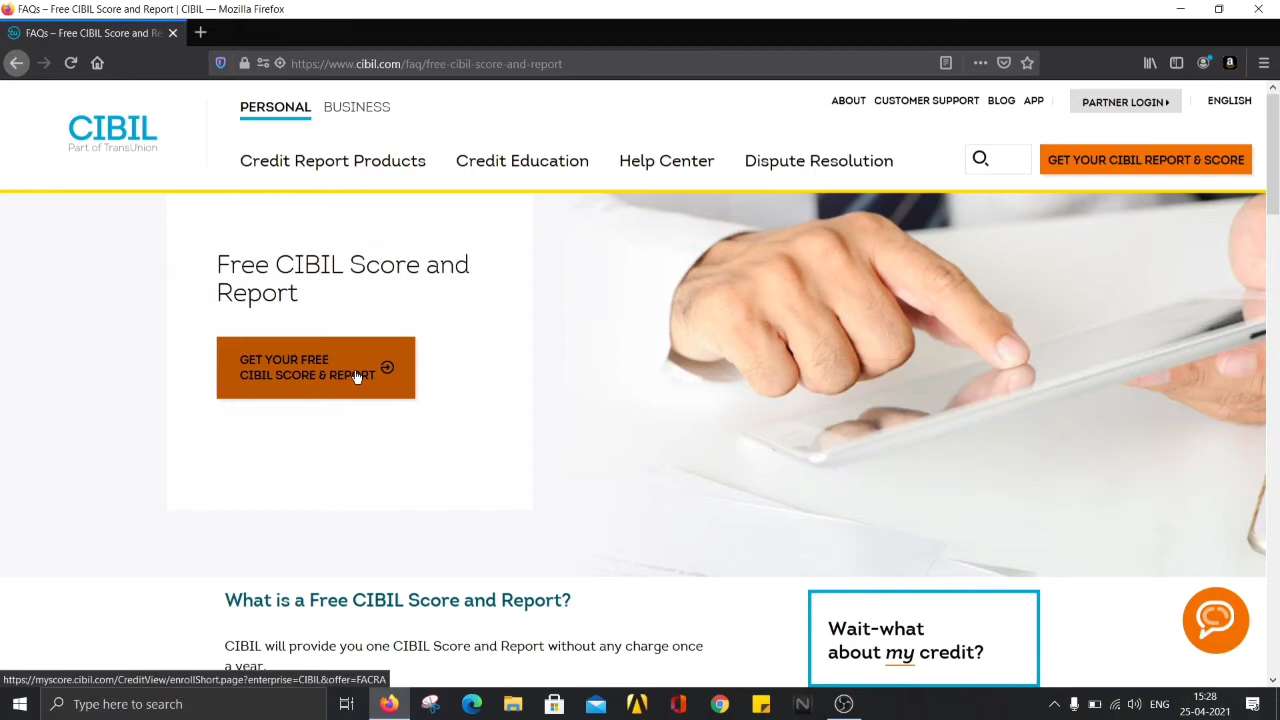 FAQs – Free CIBIL Score and Report | CIBIL — Mozilla Firefox
FAQs – Free CIBIL Score and Re
https://www.cibil.com/faq/free-cibil-score-and-report
PERSONAL BUSINESS
ABOUT CUSTOMER SUPPORT BLOG APP PARTNER LOGIN ENGLISH
CIBIL
Part of TransUnion
Credit Report Products Credit Education Help Center Dispute Resolution
GET YOUR CIBIL REPORT & SCORE
Free CIBIL Score and
Report
GET YOUR FREE
CIBIL SCORE & REPORT
What is a Free CIBIL Score and Report?
CIBIL will provide you one CIBIL Score and Report without any charge once
a year.
Wait-what
about my credit?
https://myscore.cibil.com/CreditView/enrollShort.page?enterprise=CIBIL&offer=FACRA
Type here to search
ENG
15:28
25-04-2021